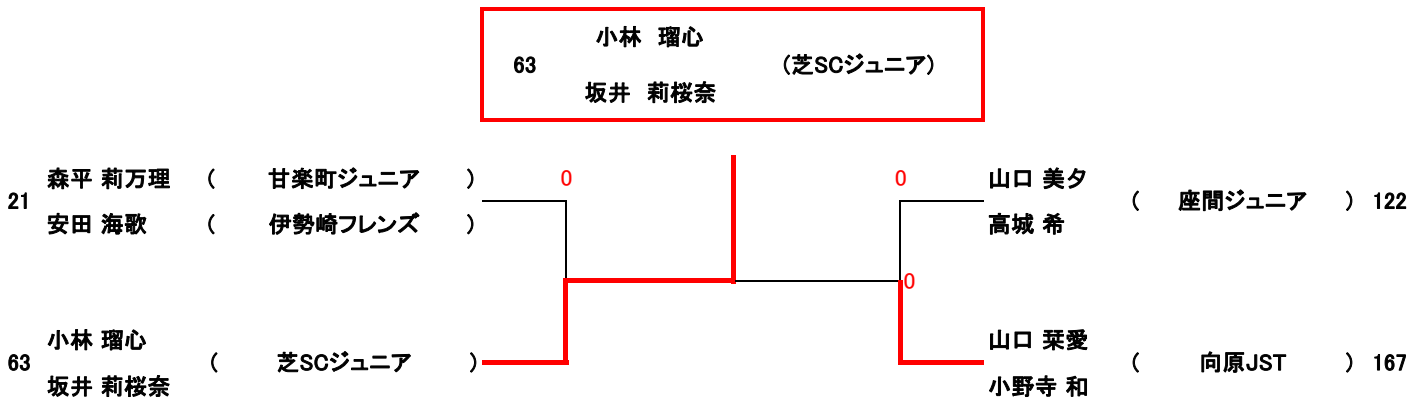 小林 瑠心
63 (芝SCジュニア)
坂井 莉桜奈
森平 莉万理 ( 甘楽町ジュニア ) 0
21
安田 海歌 ( 伊勢崎フレンズ )
0 山口 美夕
( 座間ジュニア ) 122
高城 希
0
小林 瑠心
63 ( 芝SCジュニア )
坂井 莉桜奈
山口 栞愛
( 向原JST ) 167
小野寺 和